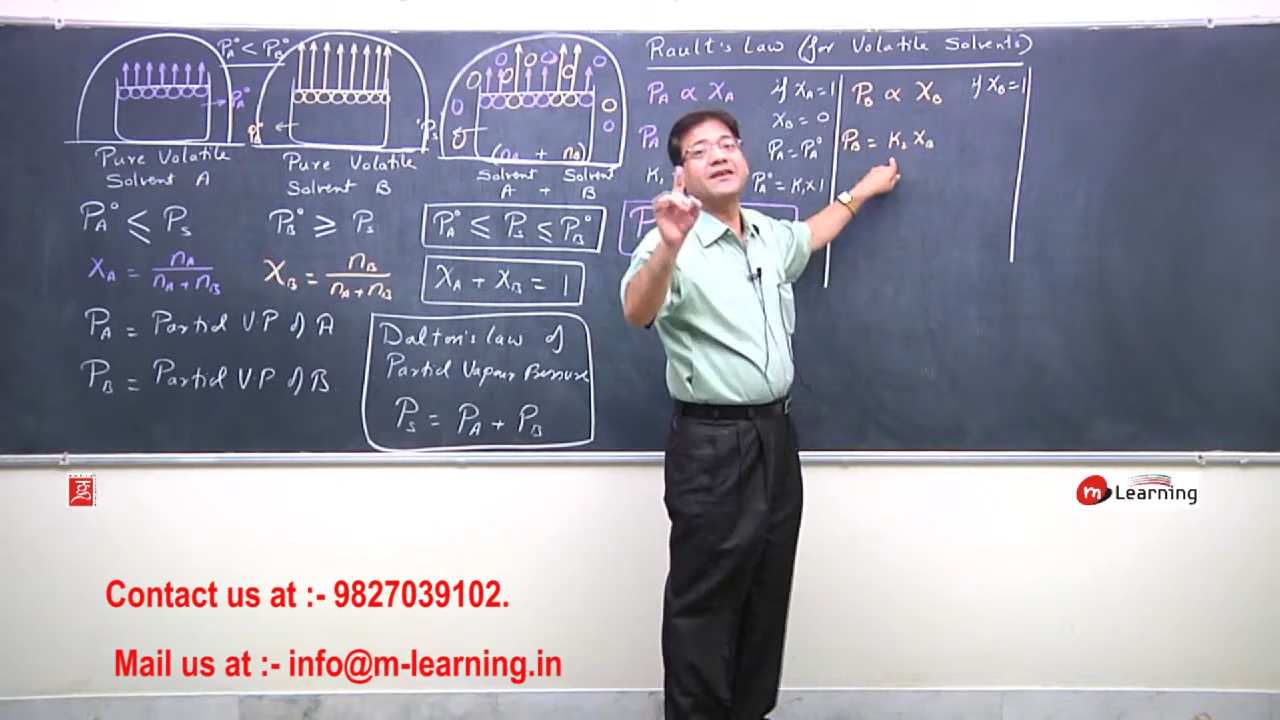 P°A < P°B
P°A
P°B
Pure Volatile
Solvent A
Pure Volatile
Solvent B
Ps
(nA + nB)
Solvent Solvent
A + B
P°A ≤ Ps
P°B ≥ Ps
P°A ≤ Ps ≤ P°B
XA = nA / nA + nB
XB = nB / nA + nB
XA + XB = 1
PA = Partial V.P of A
PB = Partial V.P of B
Dalton's law of
Partial Vapour Pressure
Ps = PA + PB
Rault's Law (for Volatile Solvents)
PA ∝ XA
if XA = 1
XB = 0
PA
PA = P°A
K1
P°A = K1 × 1
PB ∝ XB
if XB = 1
PB = K2 XB
m Learning
Contact us at :- 9827039102.
Mail us at :- info@m-learning.in